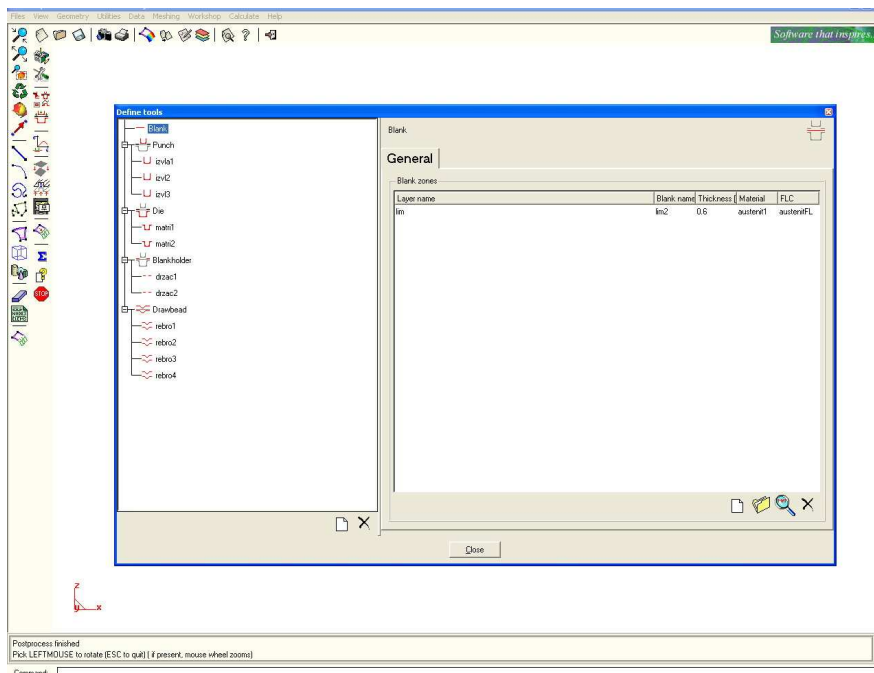 Files View Geometry Utilities Data Meshing Workshop Calculate Help
Software that inspires.
Define tools
Blank
Punch
izvla1
izvl2
izvl3
Die
matri1
matri2
Blankholder
drzac1
drzac2
Drawbead
rebro1
rebro2
rebro3
rebro4
Blank
General
Blank zones
Layer name Blank name Thickness [ Material FLC
lim lim2 0.6 austenit1 austenitFL
Close
z
y x
STOP
Postprocess finished
Pick LEFTMOUSE to rotate (ESC to quit) ( if present, mouse wheel zooms)
Command: